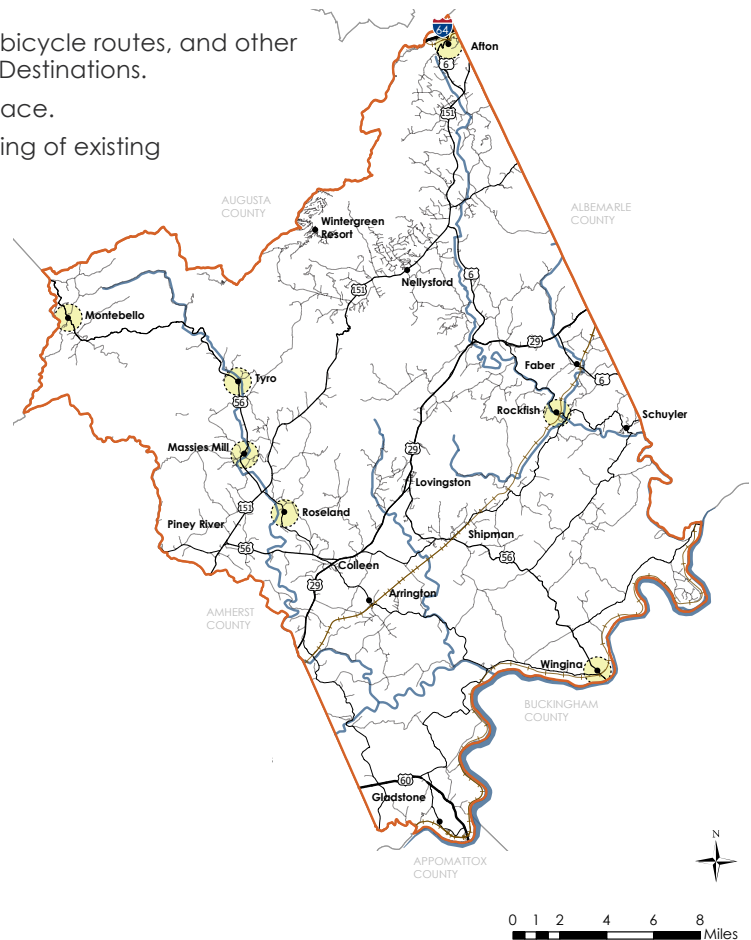 bicycle routes, and other
Destinations.
ace.
ing of existing
64
Afton
6
151
AUGUSTA
COUNTY
ALBEMARLE
COUNTY
Wintergreen
Resort
Nellysford
6
151
Montebello
29
Faber
Tyro
6
56
Rockfish
Schuyler
Massies Mill
29
Lovingston
151
Roseland
Piney River
Shipman
56
56
Colleen
29
Arrington
AMHERST
COUNTY
Wingina
BUCKINGHAM
COUNTY
60
Gladstone
APPOMATTOX
COUNTY
N
0 1 2 4 6 8
Miles